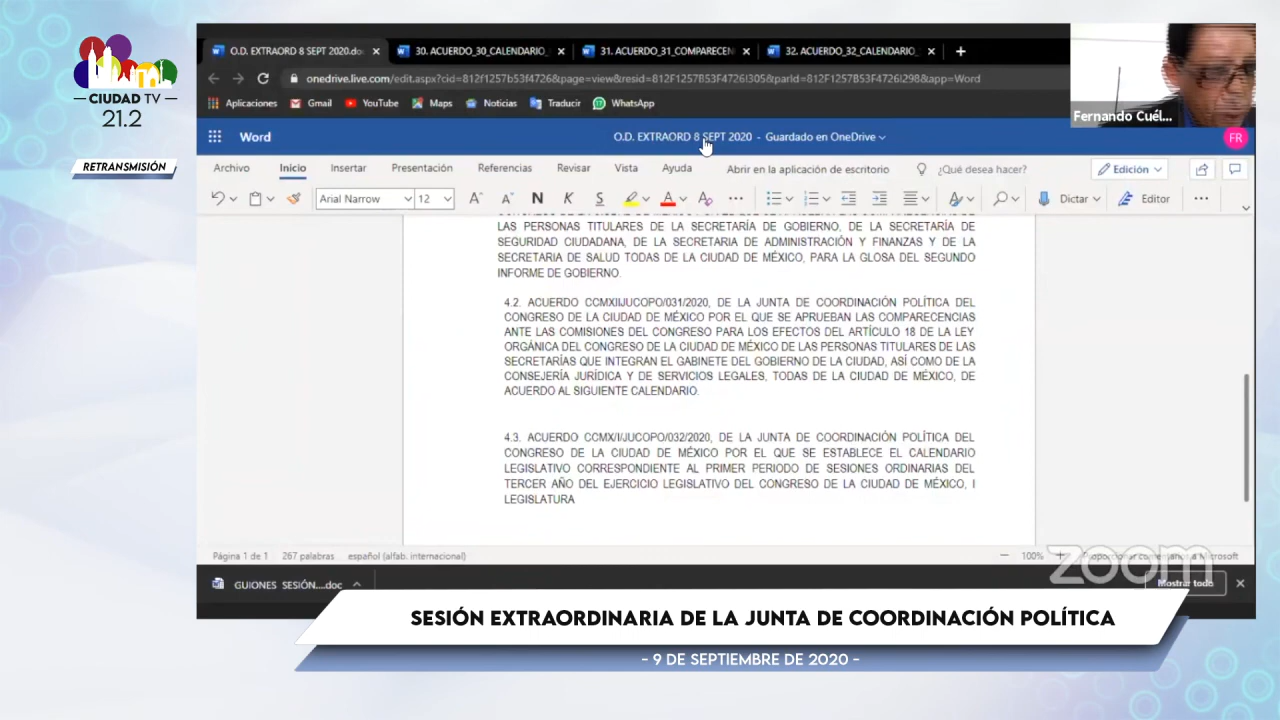 CIUDAD TV
21.2
RETRANSMISIÓN
O.D. EXTRAORD 8 SEPT 2020.do
30. ACUERDO_30_CALENDARIO_
31. ACUERDO_31_COMPARECEN
32. ACUERDO_32_CALENDARIO_
onedrive.live.com/edit.aspx?cid=812f1257b53f4726&page=view&resid=812F1257B53F4726!305&parId=812F1257B53F4726!298&app=Word
Aplicaciones Gmail YouTube Maps Noticias Traducir WhatsApp
Fernando Cuél...
Word
O.D. EXTRAORD 8 SEPT 2020 - Guardado en OneDrive
FR
Archivo Inicio Insertar Presentación Referencias Revisar Vista Ayuda Abrir en la aplicación de escritorio ¿Qué desea hacer? Edición
Arial Narrow 12 N K S Dictar Editor
LAS PERSONAS TITULARES DE LA SECRETARÍA DE GOBIERNO, DE LA SECRETARÍA DE
SEGURIDAD CIUDADANA, DE LA SECRETARIA DE ADMINISTRACIÓN Y FINANZAS Y DE LA
SECRETARIA DE SALUD TODAS DE LA CIUDAD DE MÉXICO, PARA LA GLOSA DEL SEGUNDO
INFORME DE GOBIERNO.
4.2. ACUERDO CCMXIIJUCOPO/031/2020, DE LA JUNTA DE COORDINACIÓN POLÍTICA DEL
CONGRESO DE LA CIUDAD DE MÉXICO POR EL QUE SE APRUEBAN LAS COMPARECENCIAS
ANTE LAS COMISIONES DEL CONGRESO PARA LOS EFECTOS DEL ARTÍCULO 18 DE LA LEY
ORGÁNICA DEL CONGRESO DE LA CIUDAD DE MÉXICO DE LAS PERSONAS TITULARES DE LAS
SECRETARÍAS QUE INTEGRAN EL GABINETE DEL GOBIERNO DE LA CIUDAD, ASÍ COMO DE LA
CONSEJERÍA JURÍDICA Y DE SERVICIOS LEGALES, TODAS DE LA CIUDAD DE MÉXICO, DE
ACUERDO AL SIGUIENTE CALENDARIO.
4.3. ACUERDO CCMX/I/JUCOPO/032/2020, DE LA JUNTA DE COORDINACIÓN POLÍTICA DEL
CONGRESO DE LA CIUDAD DE MÉXICO POR EL QUE SE ESTABLECE EL CALENDARIO
LEGISLATIVO CORRESPONDIENTE AL PRIMER PERIODO DE SESIONES ORDINARIAS DEL
TERCER AÑO DEL EJERCICIO LEGISLATIVO DEL CONGRESO DE LA CIUDAD DE MÉXICO, I
LEGISLATURA
Página 1 de 1 267 palabras español (alfab. internacional) 100% Proporcionar comentarios a Microsoft
zoom
GUIONES SESIÓN....doc
Mostrar todo
SESIÓN EXTRAORDINARIA DE LA JUNTA DE COORDINACIÓN POLÍTICA
- 9 DE SEPTIEMBRE DE 2020 -